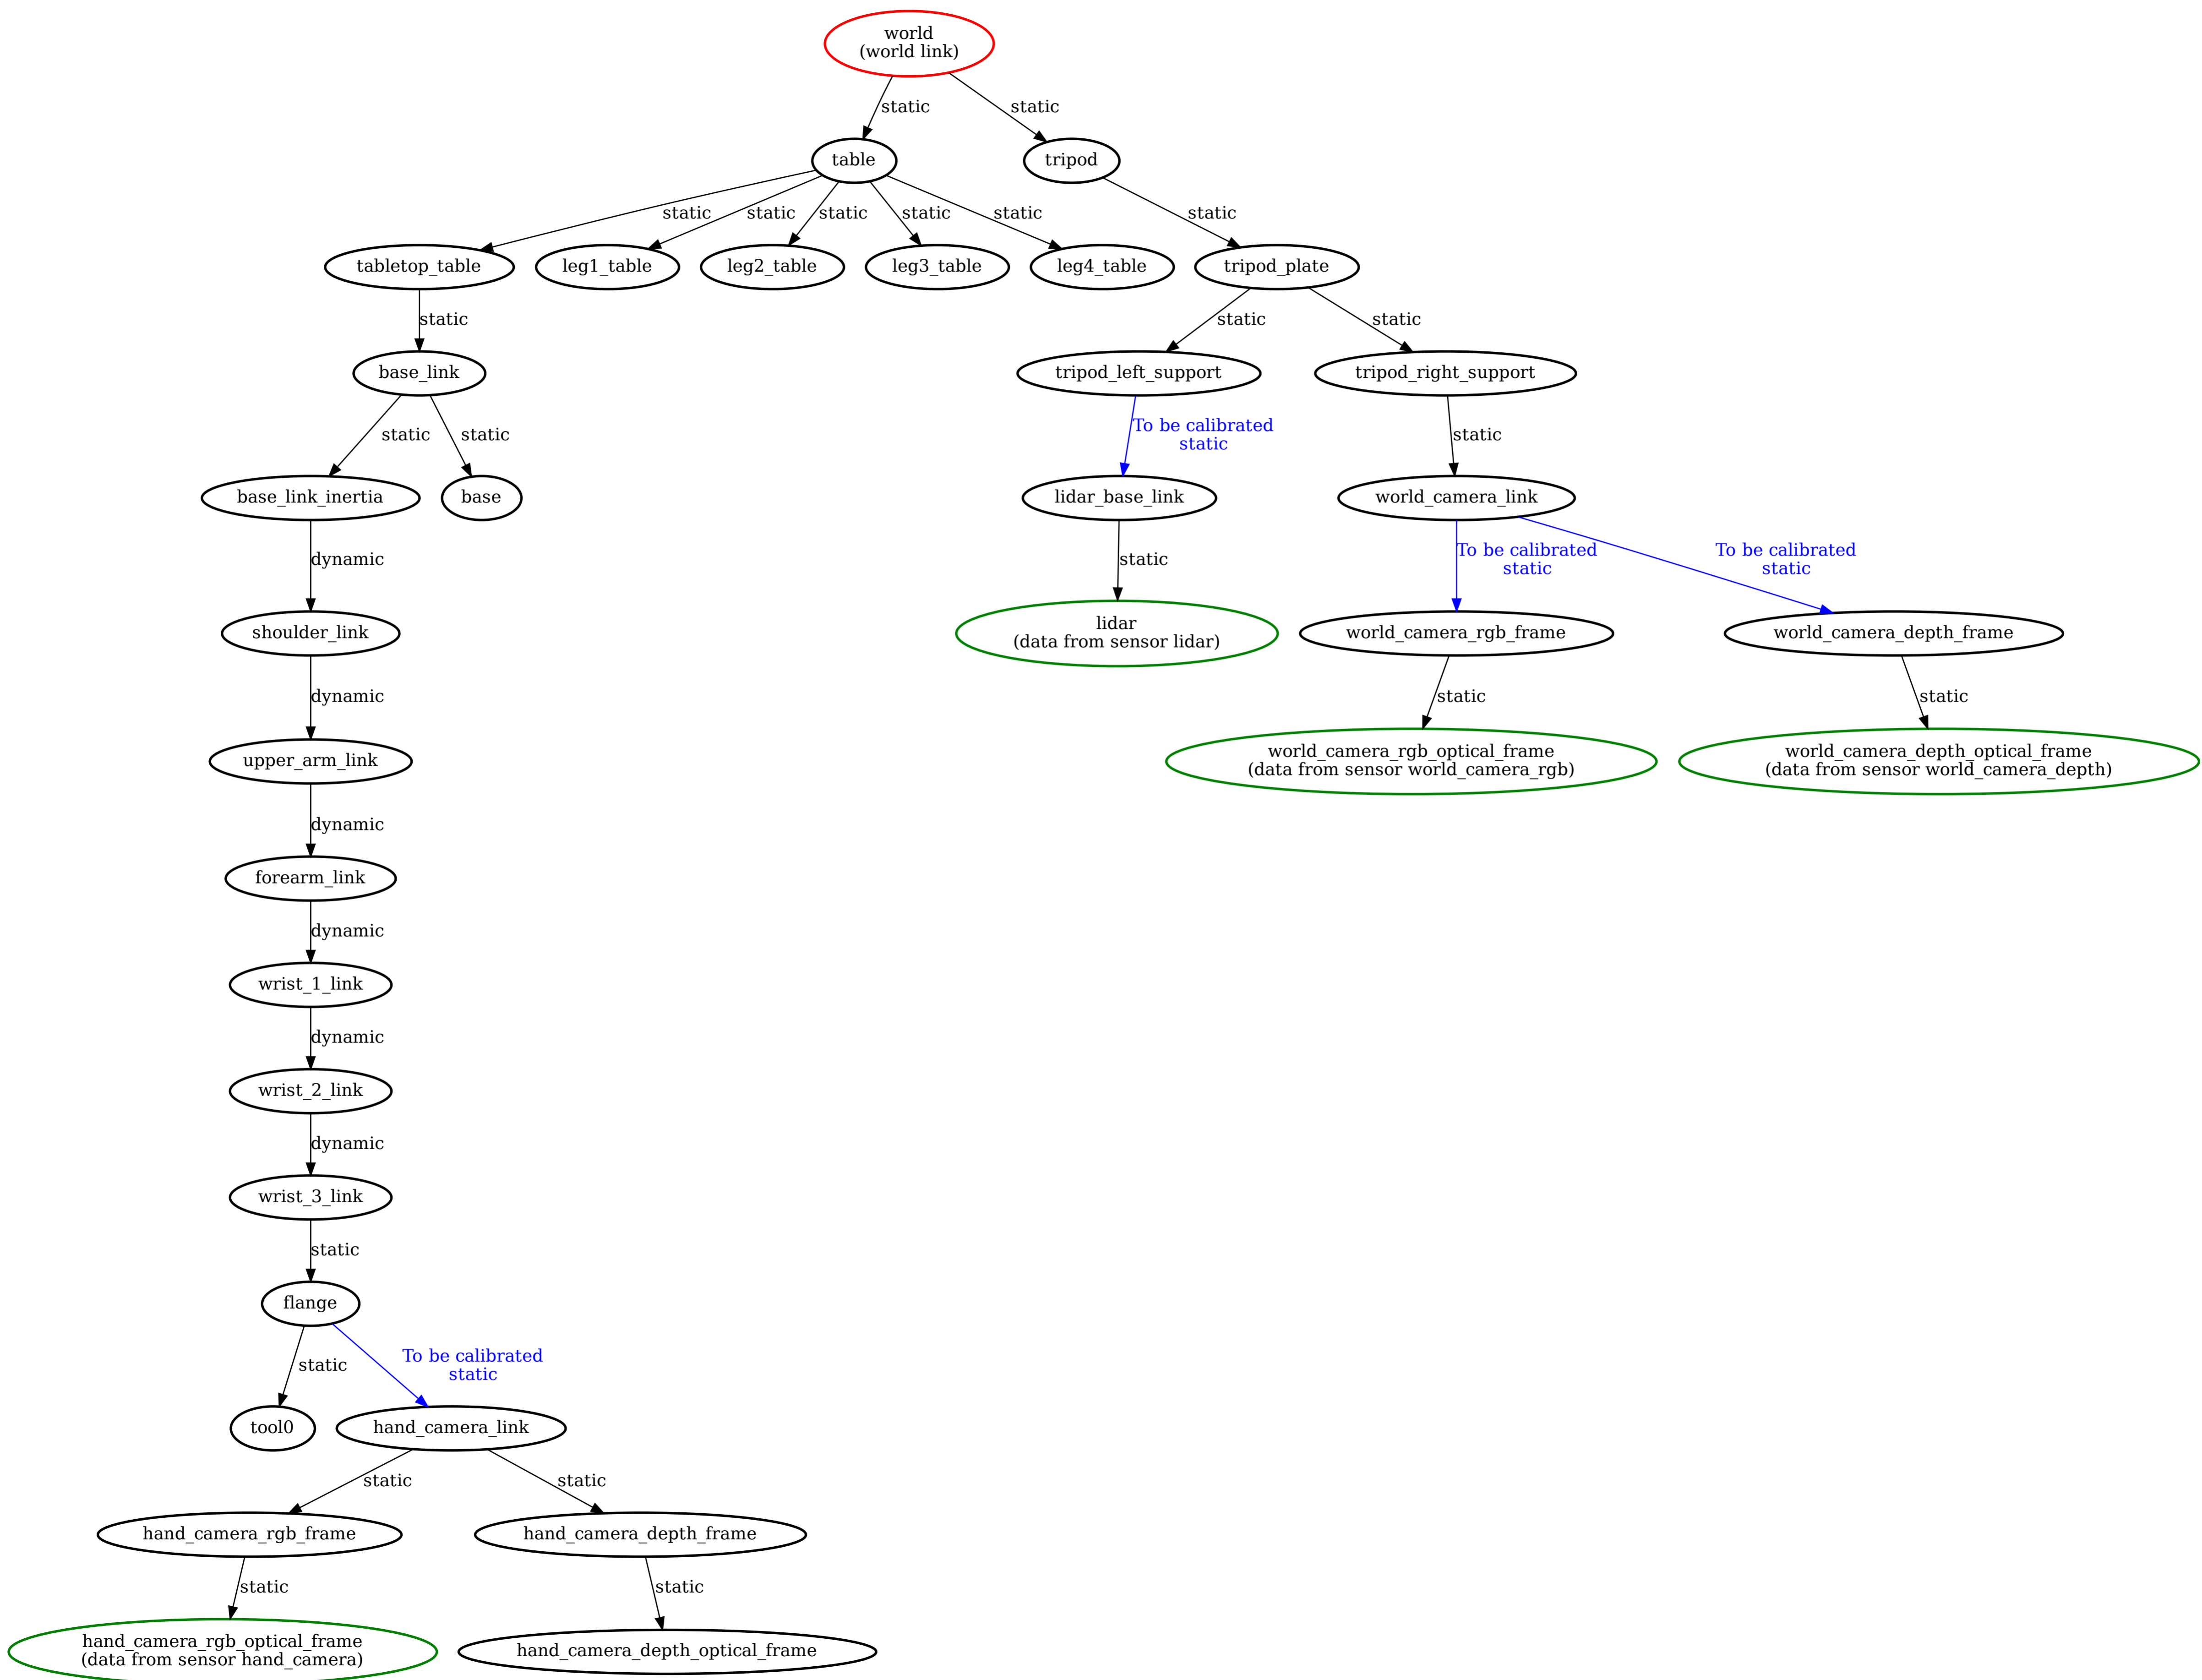 world
(world link)
static
static
table
tripod
static
static
static
static
static
static
tabletop_table
leg1_table
leg2_table
leg3_table
leg4_table
tripod_plate
static
static
static
base_link
tripod_left_support
tripod_right_support
static
static
To be calibrated
static
static
base_link_inertia
base
lidar_base_link
world_camera_link
dynamic
static
To be calibrated
static
To be calibrated
static
shoulder_link
lidar
(data from sensor lidar)
world_camera_rgb_frame
world_camera_depth_frame
dynamic
static
static
upper_arm_link
world_camera_rgb_optical_frame
(data from sensor world_camera_rgb)
world_camera_depth_optical_frame
(data from sensor world_camera_depth)
dynamic
forearm_link
dynamic
wrist_1_link
dynamic
wrist_2_link
dynamic
wrist_3_link
static
flange
static
To be calibrated
static
tool0
hand_camera_link
static
static
hand_camera_rgb_frame
hand_camera_depth_frame
static
static
hand_camera_rgb_optical_frame
(data from sensor hand_camera)
hand_camera_depth_optical_frame